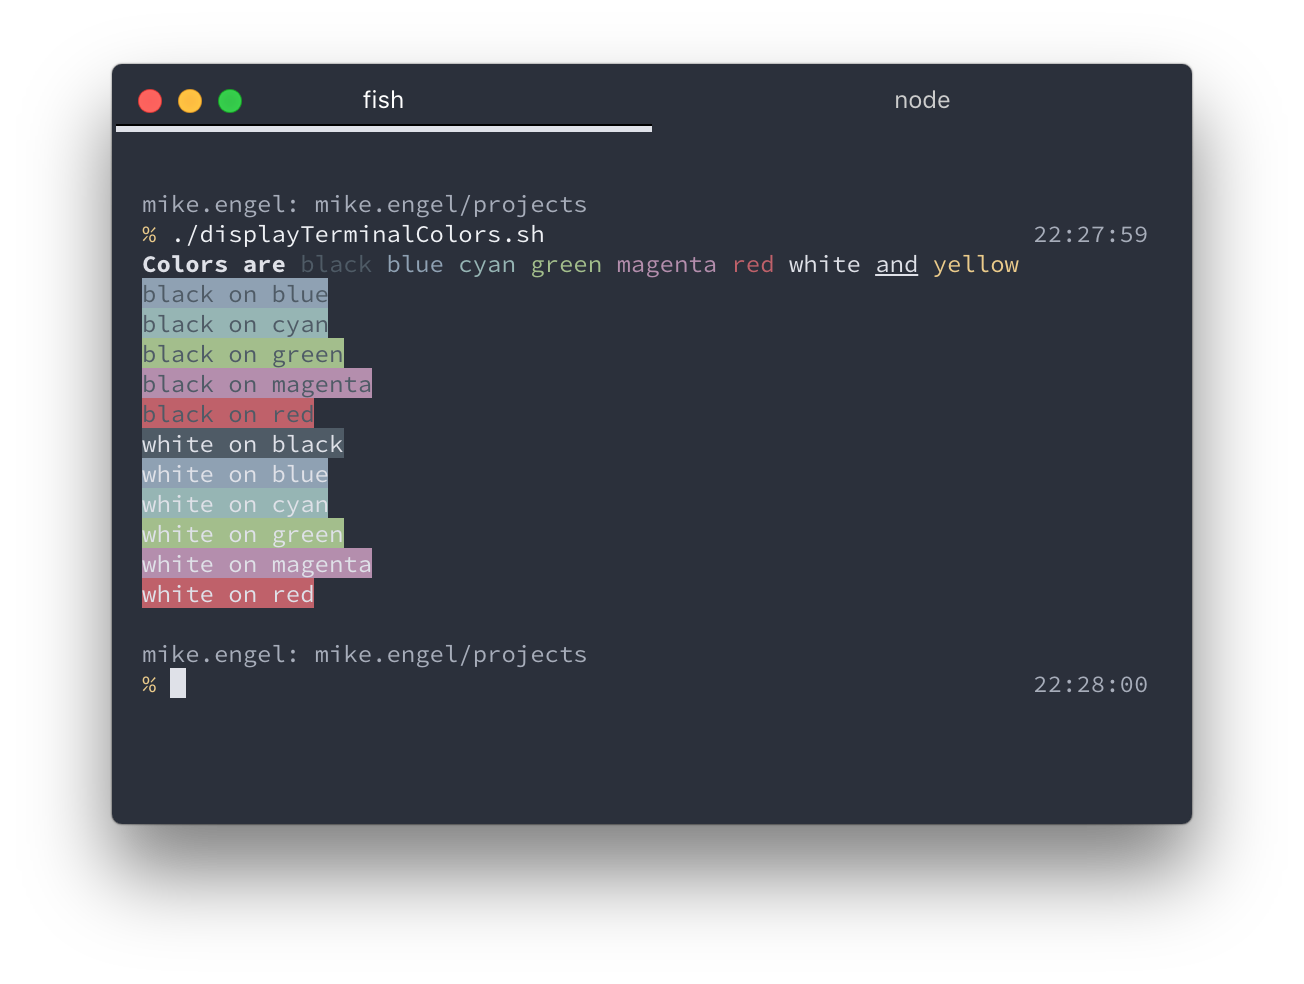 fish node
mike.engel: mike.engel/projects
% ./displayTerminalColors.sh 22:27:59
Colors are black blue cyan green magenta red white and yellow
black on blue
black on cyan
black on green
black on magenta
black on red
white on black
white on blue
white on cyan
white on green
white on magenta
white on red
mike.engel: mike.engel/projects
% 22:28:00